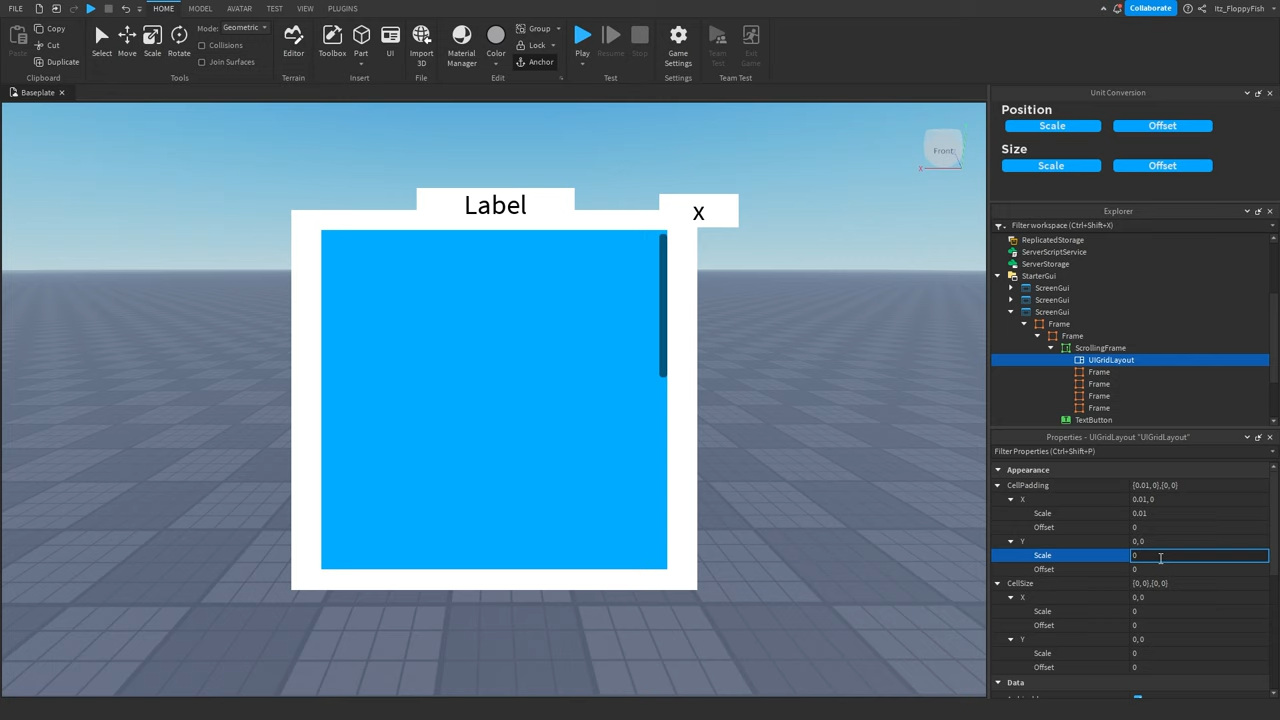 FILE
HOME MODEL AVATAR TEST VIEW PLUGINS
Collaborate
Itz_FloppyFish
Paste
Copy
Cut
Duplicate
Clipboard
Select Move Scale Rotate
Mode: Geometric
Collisions
Join Surfaces
Tools
Editor
Terrain
Toolbox Part UI
Insert
Import 3D
File
Material Manager
Color
Group
Lock
Anchor
Edit
Play Resume Stop
Test
Game Settings
Settings
Team Test
Exit Game
Team Test
Baseplate
Front
X
Label
x
Unit Conversion
Position
Scale Offset
Size
Scale Offset
Explorer
Filter workspace (Ctrl+Shift+X)
ReplicatedStorage
ServerScriptService
ServerStorage
StarterGui
ScreenGui
ScreenGui
ScreenGui
Frame
Frame
ScrollingFrame
UIGridLayout
Frame
Frame
Frame
Frame
TextButton
Properties - UIGridLayout "UIGridLayout"
Filter Properties (Ctrl+Shift+P)
Appearance
CellPadding {0.01, 0},{0, 0}
X 0.01, 0
Scale 0.01
Offset 0
Y 0, 0
Scale 0
Offset 0
CellSize {0, 0},{0, 0}
X 0, 0
Scale 0
Offset 0
Y 0, 0
Scale 0
Offset 0
Data